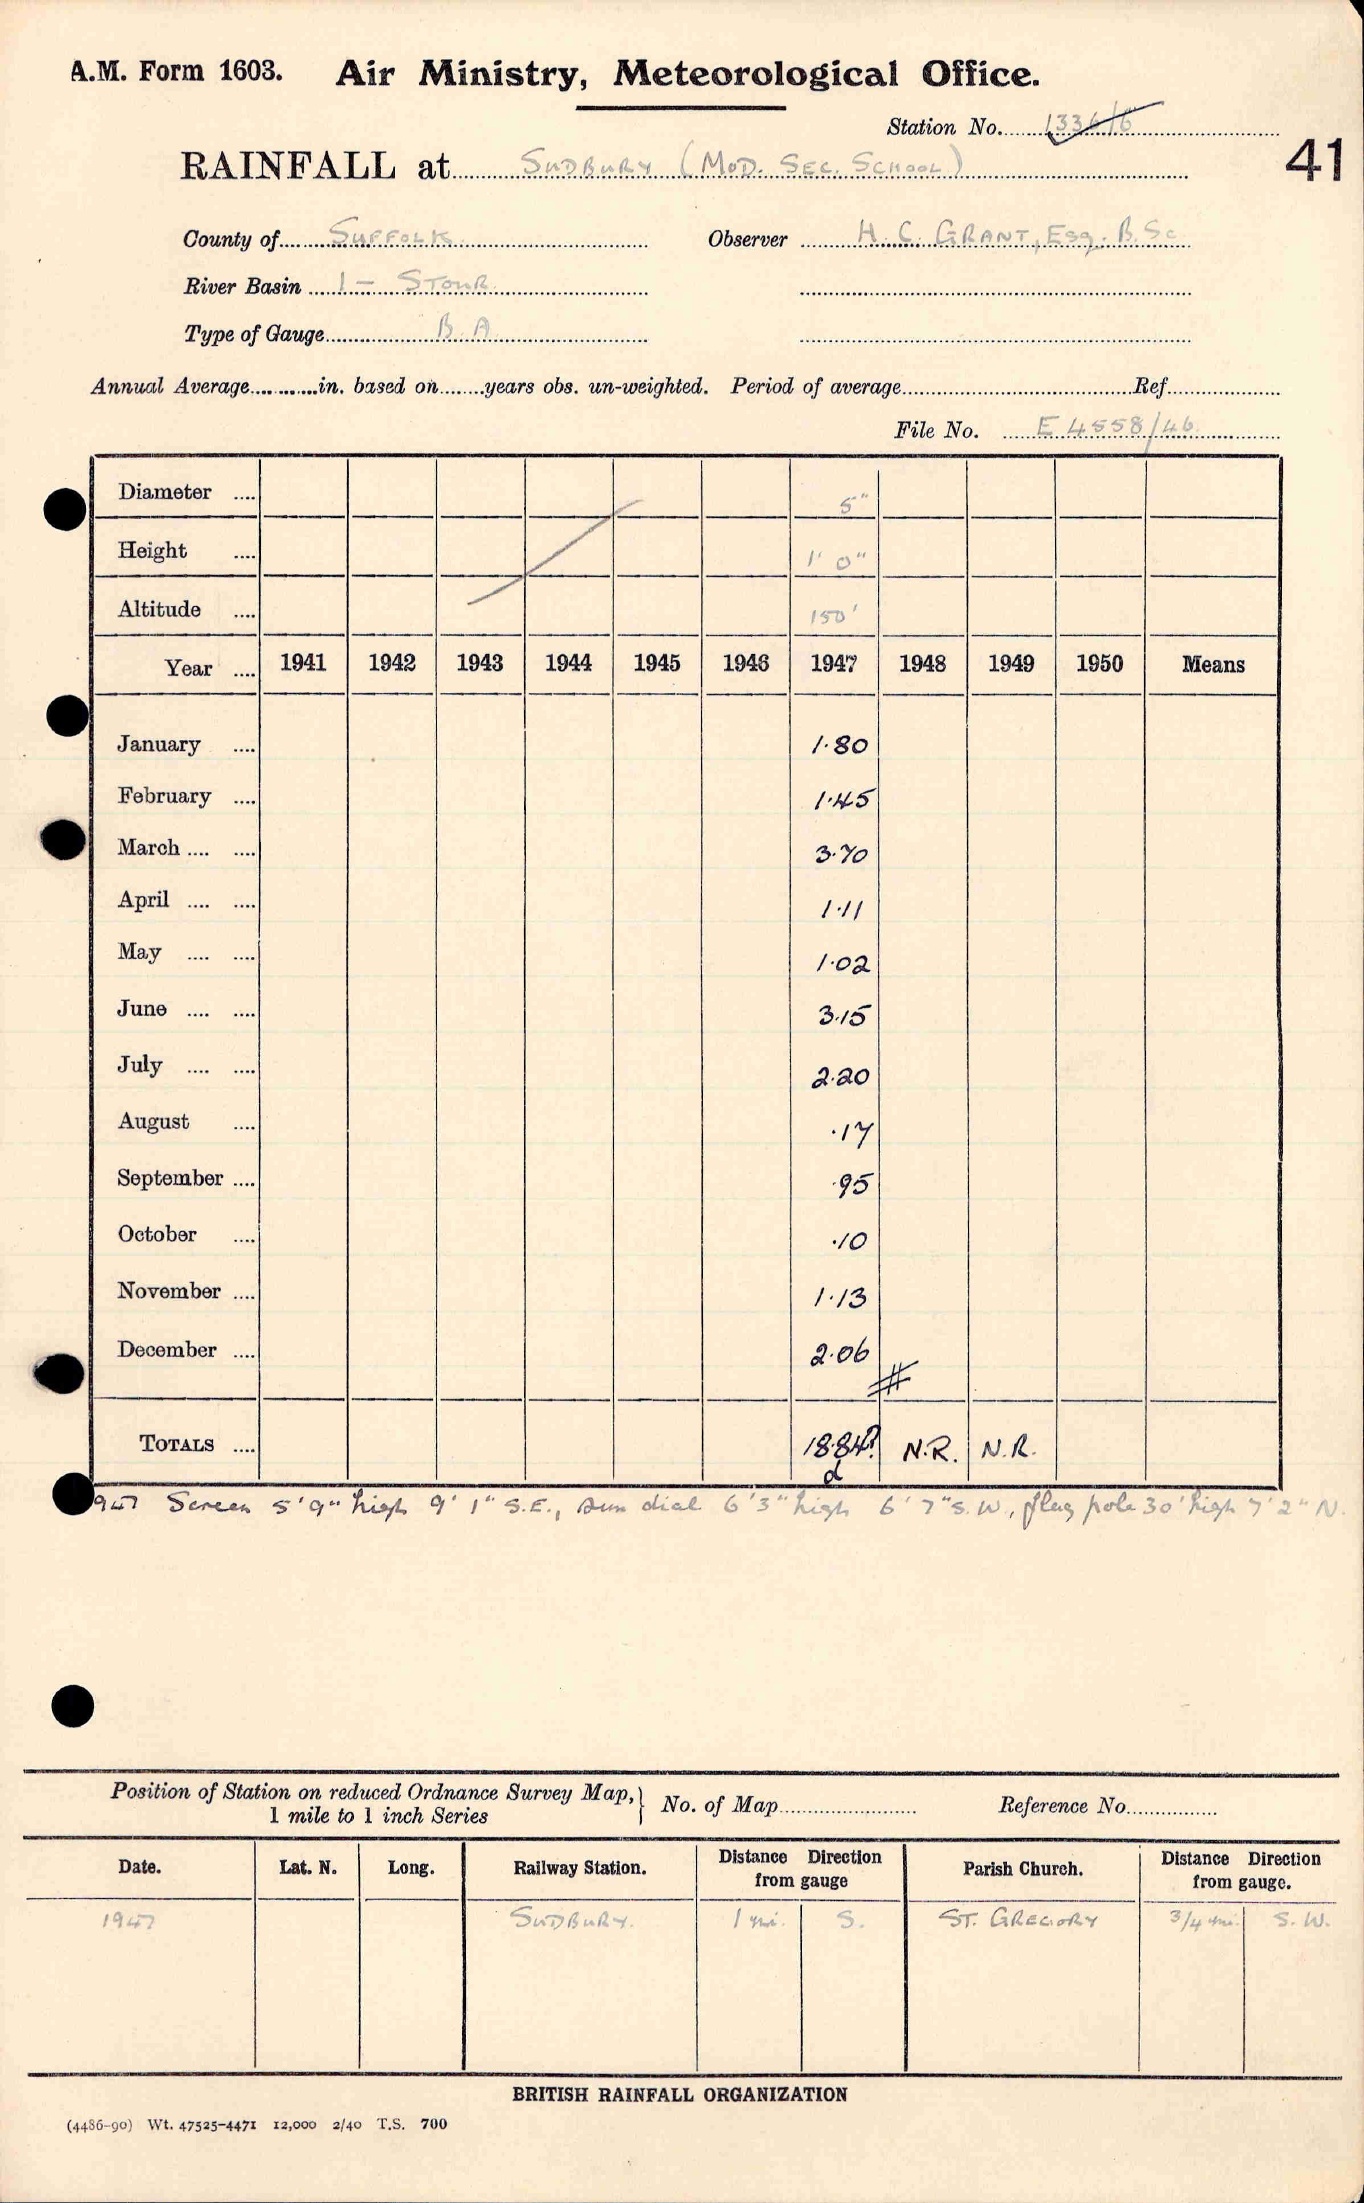 A.M. Form 1603. Air Ministry, Meteorological Office.
Station No. 1336/6
RAINFALL at SUDBURY (MOD. SEC. SCHOOL)
41
County of SUFFOLK Observer H. C. GRANT, Esq. B.Sc
River Basin 1 – STOUR
Type of Gauge B. A
Annual Average............in. based on........years obs. un-weighted. Period of average........Ref........
File No. E 4558/46
Diameter .... 5"
Height .... 1' 0"
Altitude .... 150'
Year .... 1941 1942 1943 1944 1945 1946 1947 1948 1949 1950 Means
January .... 1·80
February .... 1·45
March .... .... 3·70
April .... .... 1·11
May .... .... 1·02
June .... .... 3·15
July .... .... 2·20
August .... ·17
September .... ·95
October .... ·10
November .... 1·13
December .... 2·06
TOTALS .... 18·84? N.R. N.R.
d
1947 Screen 5'9" high 9' 1" S.E., sun dial 6'3" high 6' 7" S.W., flag pole 30' high 7' 2" N.
Position of Station on reduced Ordnance Survey Map, } No. of Map........ Reference No........
1 mile to 1 inch Series
Date. Lat. N. Long. Railway Station. Distance Direction from gauge Parish Church. Distance Direction from gauge.
1947 SUDBURY. 1 mi. S. ST. GREGORY 3/4 mi. S. W.
BRITISH RAINFALL ORGANIZATION
(4486-90) Wt. 47525-4471 12,000 2/40 T.S. 700